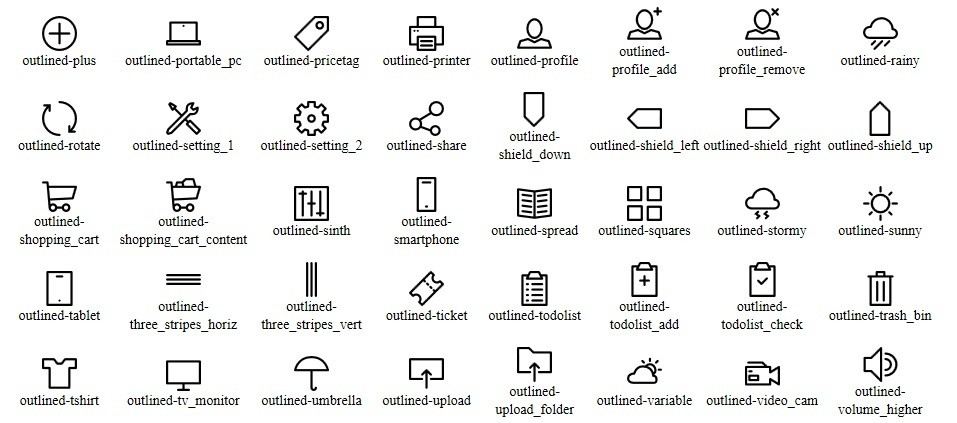 outlined-plus
outlined-portable_pc
outlined-pricetag
outlined-printer
outlined-profile
outlined-
profile_add
outlined-
profile_remove
outlined-rainy
outlined-rotate
outlined-setting_1
outlined-setting_2
outlined-share
outlined-
shield_down
outlined-shield_left
outlined-shield_right
outlined-shield_up
outlined-
shopping_cart
outlined-
shopping_cart_content
outlined-sinth
outlined-
smartphone
outlined-spread
outlined-squares
outlined-stormy
outlined-sunny
outlined-tablet
outlined-
three_stripes_horiz
outlined-
three_stripes_vert
outlined-ticket
outlined-todolist
outlined-
todolist_add
outlined-
todolist_check
outlined-trash_bin
outlined-tshirt
outlined-tv_monitor
outlined-umbrella
outlined-upload
outlined-
upload_folder
outlined-variable
outlined-video_cam
outlined-
volume_higher